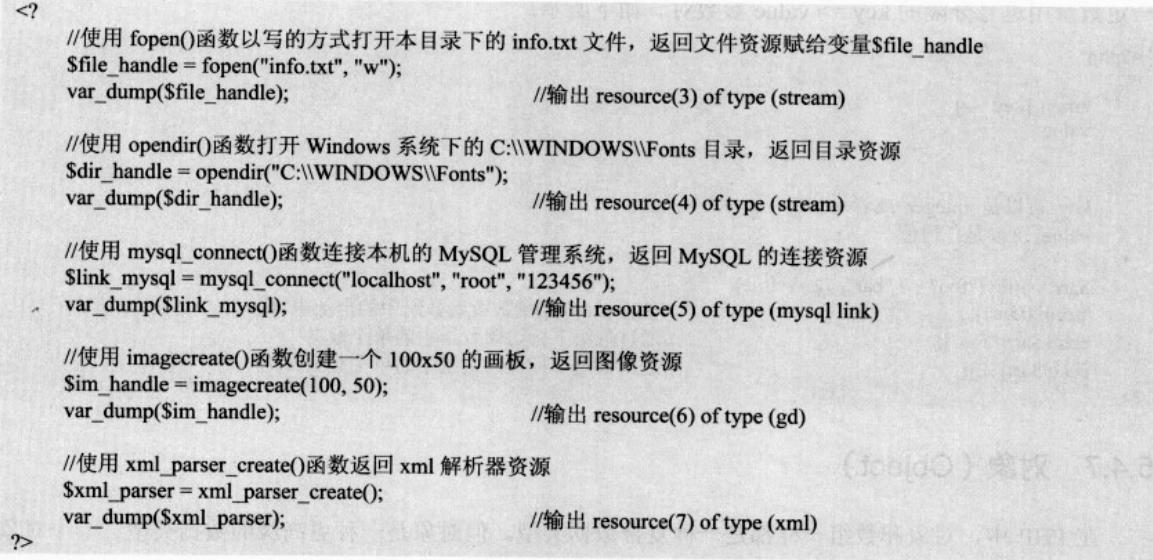 <?
//使用 fopen()函数以写的方式打开本目录下的 info.txt 文件，返回文件资源赋给变量$file_handle
$file_handle = fopen("info.txt", "w");
var_dump($file_handle); //输出 resource(3) of type (stream)
//使用 opendir()函数打开 Windows 系统下的 C:\\WINDOWS\\Fonts 目录，返回目录资源
$dir_handle = opendir("C:\\WINDOWS\\Fonts");
var_dump($dir_handle); //输出 resource(4) of type (stream)
//使用 mysql_connect()函数连接本机的 MySQL 管理系统，返回 MySQL 的连接资源
$link_mysql = mysql_connect("localhost", "root", "123456");
var_dump($link_mysql); //输出 resource(5) of type (mysql link)
//使用 imagecreate()函数创建一个 100x50 的画板，返回图像资源
$im_handle = imagecreate(100, 50);
var_dump($im_handle); //输出 resource(6) of type (gd)
//使用 xml_parser_create()函数返回 xml 解析器资源
$xml_parser = xml_parser_create();
var_dump($xml_parser); //输出 resource(7) of type (xml)
?>